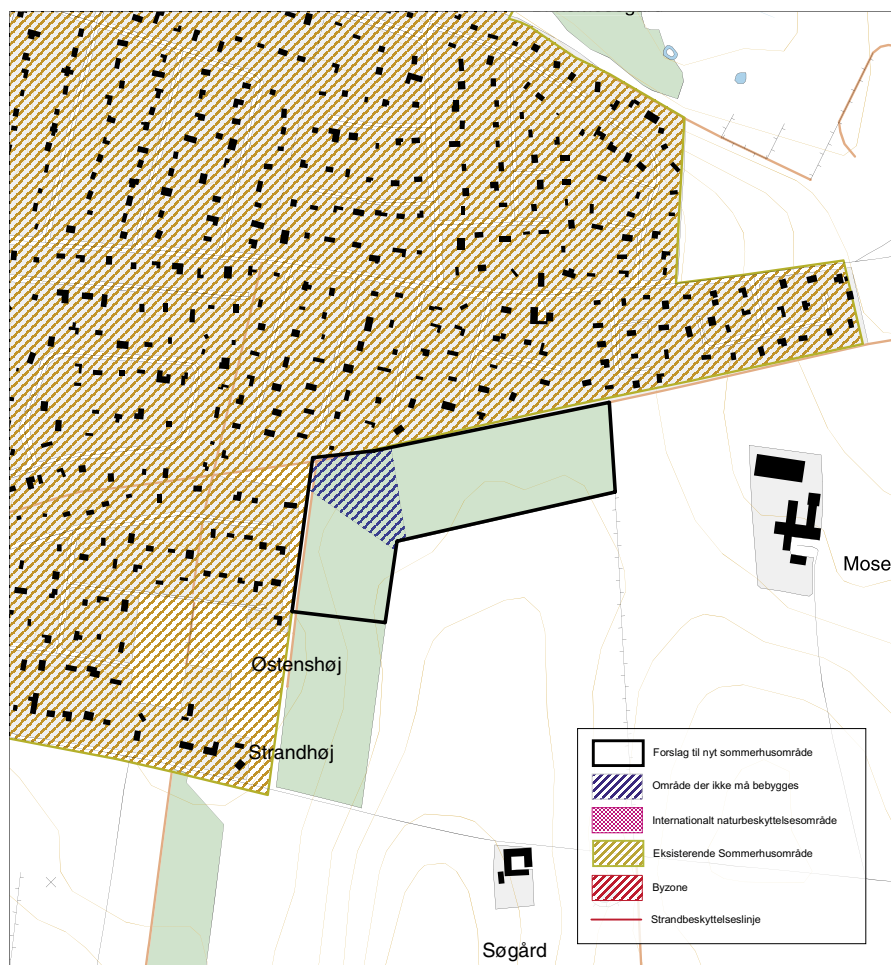 Mose
Østenshøj
Strandhøj
Søgård
Forslag til nyt sommerhusområde
Område der ikke må bebygges
Internationalt naturbeskyttelsesområde
Eksisterende Sommerhusområde
Byzone
Strandbeskyttelseslinje